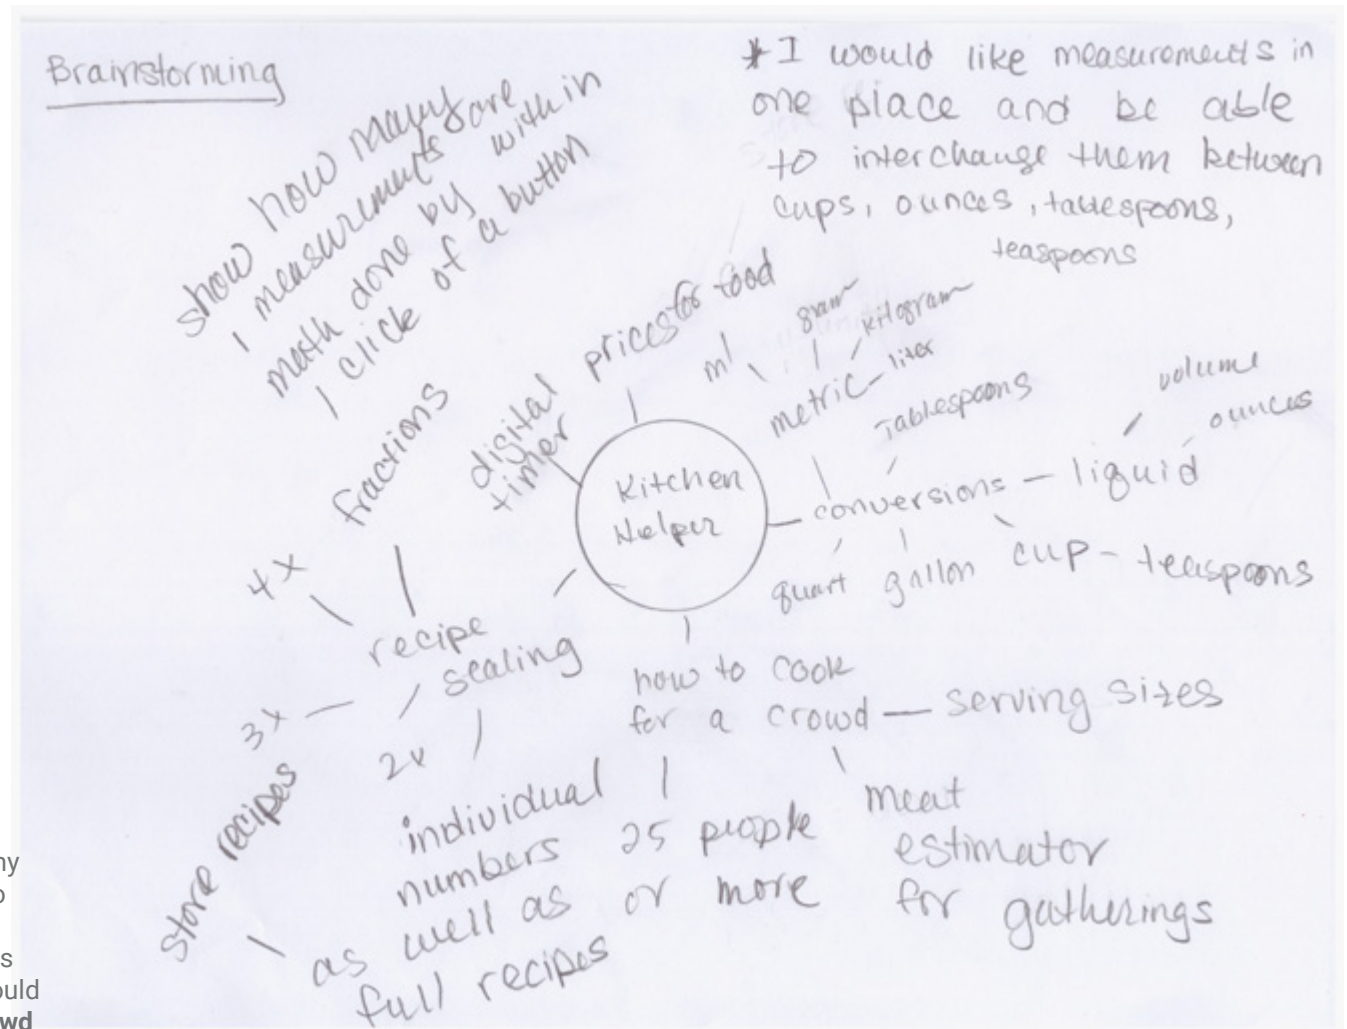 Brainstorming
* I would like measurements in
one place and be able
to interchange them between
cups, ounces, tablespoons,
teaspoons
show how many are
measurements within
math done by
1 click of a button
fractions
digital
timer
prices for food
ml
gram
kilogram
metric - liter
Tablespoons
volume
ounces
Kitchen
Helper
conversions - liquid
quart
gallon
cup - teaspoons
4x
recipe
scaling
3x
2x
store recipes
individual
numbers
as well as
full recipes
how to cook
for a crowd - serving sizes
25 people
or more
meat
estimator
for gatherings
ny
o
s
ould
wd